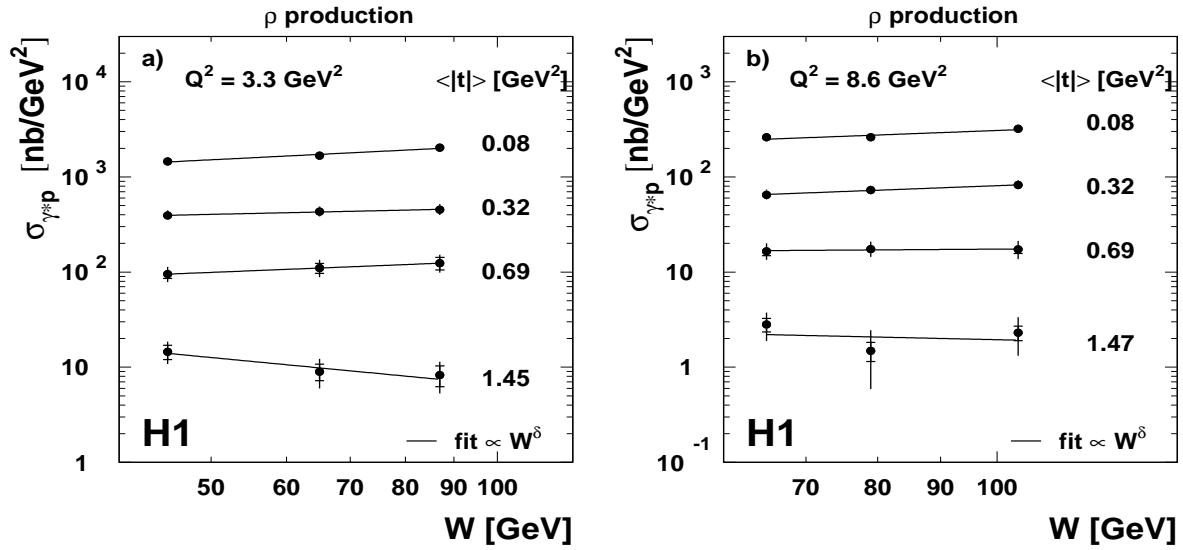 ρ production
a)
Q² = 3.3 GeV²
<|t|> [GeV²]
σγ*p [nb/GeV²]
10⁴
10³
10²
10
1
0.08
0.32
0.69
1.45
H1
fit ∝ W^δ
50 60 70 80 90 100
W [GeV]
ρ production
b)
Q² = 8.6 GeV²
<|t|> [GeV²]
σγ*p [nb/GeV²]
10³
10²
10
1
10⁻¹
0.08
0.32
0.69
1.47
fit ∝ W^δ
70 80 90 100
W [GeV]